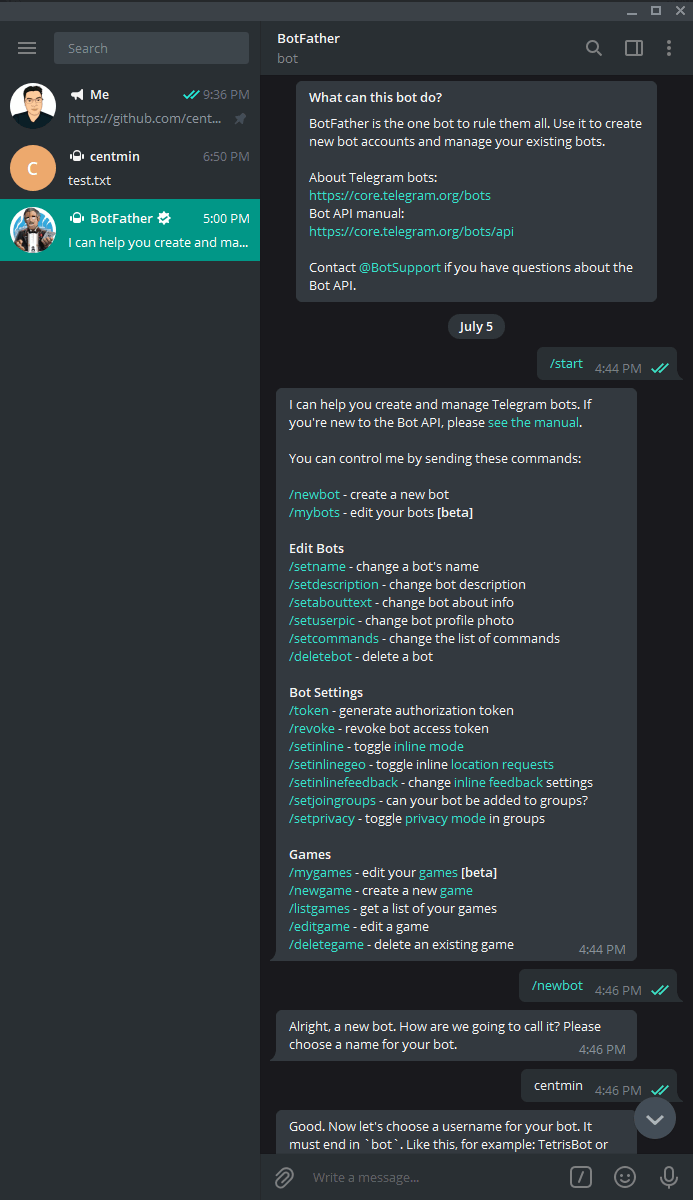 Search
Me 9:36 PM
https://github.com/cent...
C
centmin 6:50 PM
test.txt
BotFather 5:00 PM
I can help you create and ma...
BotFather
bot
What can this bot do?
BotFather is the one bot to rule them all. Use it to create
new bot accounts and manage your existing bots.
About Telegram bots:
https://core.telegram.org/bots
Bot API manual:
https://core.telegram.org/bots/api
Contact @BotSupport if you have questions about the
Bot API.
July 5
/start 4:44 PM
I can help you create and manage Telegram bots. If
you're new to the Bot API, please see the manual.
You can control me by sending these commands:
/newbot - create a new bot
/mybots - edit your bots [beta]
Edit Bots
/setname - change a bot's name
/setdescription - change bot description
/setabouttext - change bot about info
/setuserpic - change bot profile photo
/setcommands - change the list of commands
/deletebot - delete a bot
Bot Settings
/token - generate authorization token
/revoke - revoke bot access token
/setinline - toggle inline mode
/setinlinegeo - toggle inline location requests
/setinlinefeedback - change inline feedback settings
/setjoingroups - can your bot be added to groups?
/setprivacy - toggle privacy mode in groups
Games
/mygames - edit your games [beta]
/newgame - create a new game
/listgames - get a list of your games
/editgame - edit a game
/deletegame - delete an existing game 4:44 PM
/newbot 4:46 PM
Alright, a new bot. How are we going to call it? Please
choose a name for your bot. 4:46 PM
centmin 4:46 PM
Good. Now let's choose a username for your bot. It
must end in `bot`. Like this, for example: TetrisBot or
Write a message...